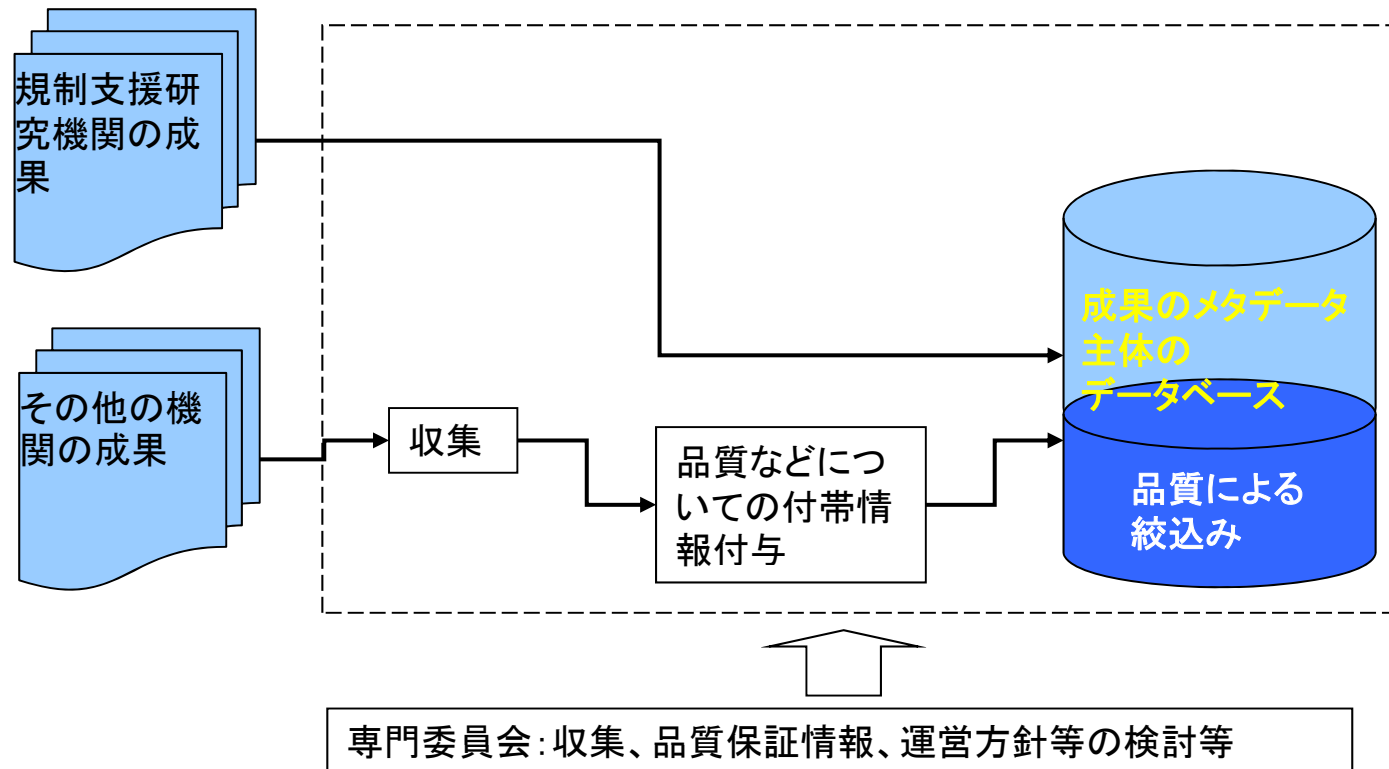 規制支援研
究機関の成
果
成果のメタデータ
主体の
データベース
その他の機
関の成果
収集
品質などにつ
いての付帯情
報付与
品質による
絞込み
専門委員会：収集、品質保証情報、運営方針等の検討等